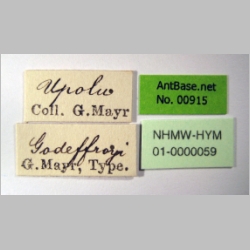 Upolu
Coll. G.Mayr
AntBase.net
No. 00915
Godeffroyi
G.Mayr, Type.
NHMW-HYM
01-0000059